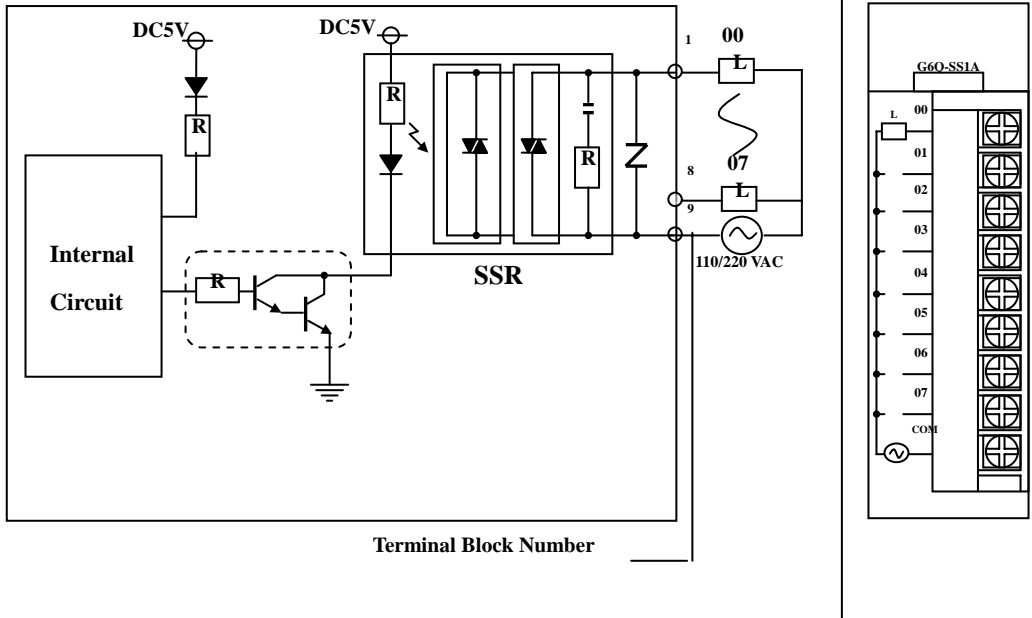 DC5V
R
Internal
Circuit
R
DC5V
R
R
SSR
1
00
L
8
07
L
9
110/220 VAC
Terminal Block Number
G6Q-SS1A
L
00
01
02
03
04
05
06
07
COM